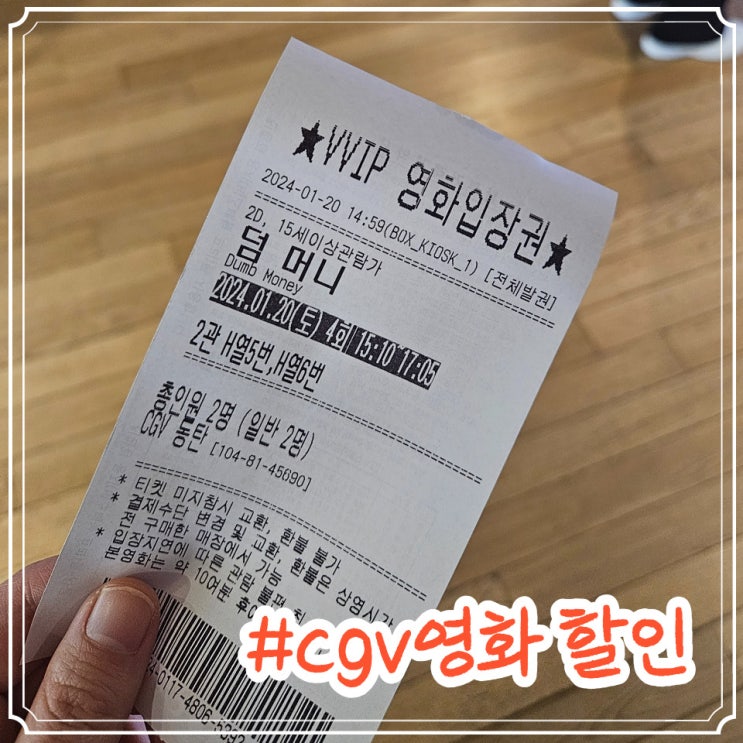 ★VVIP 영화입장권★
2024-01-20 14:59(BOX_KIOSK_1) [전체발권]
2D, 15세이상관람가
덤 머니
Dumb Money
2024.01.20(토) 4회 15:10~17:05
2관 H열5번,H열6번
총인원 2명 (일반 2명)
CGV 동탄 [104-81-45690]
* 티켓 미지참시 교환, 환불불가
* 결제수단 변경 및 교환 환불은 상영시간
전 구매한 매장에서 가능
* 입장지연에 따른 관람 불편
본 영화는 약 10여분 후
#cgv영화 할인